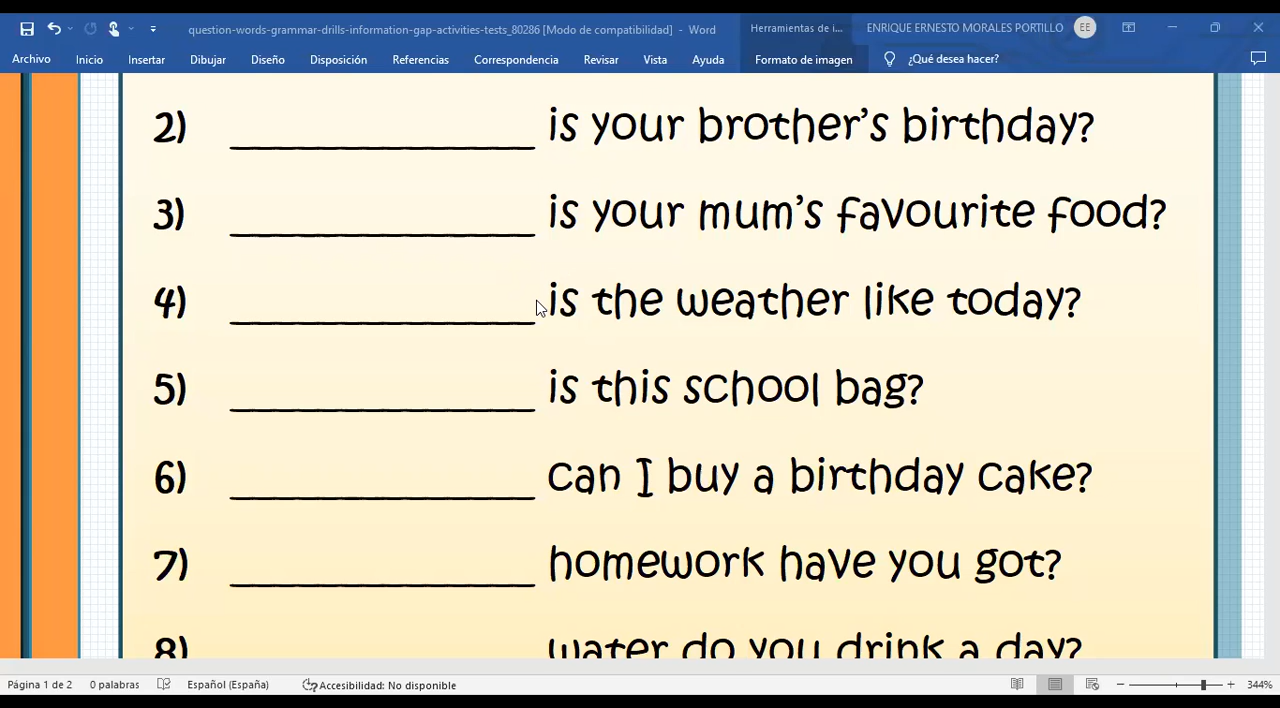 question-words-grammar-drills-information-gap-activities-tests_80286 [Modo de compatibilidad] - Word
Herramientas de i...
ENRIQUE ERNESTO MORALES PORTILLO
EE
Archivo Inicio Insertar Dibujar Diseño Disposición Referencias Correspondencia Revisar Vista Ayuda Formato de imagen ¿Qué desea hacer?
2) ________________ is your brother's birthday?
3) ________________ is your mum's favourite food?
4) ________________ is the weather like today?
5) ________________ is this school bag?
6) ________________ can I buy a birthday cake?
7) ________________ homework have you got?
8) water do you drink a day?
Página 1 de 2 0 palabras Español (España) Accesibilidad: No disponible 344%